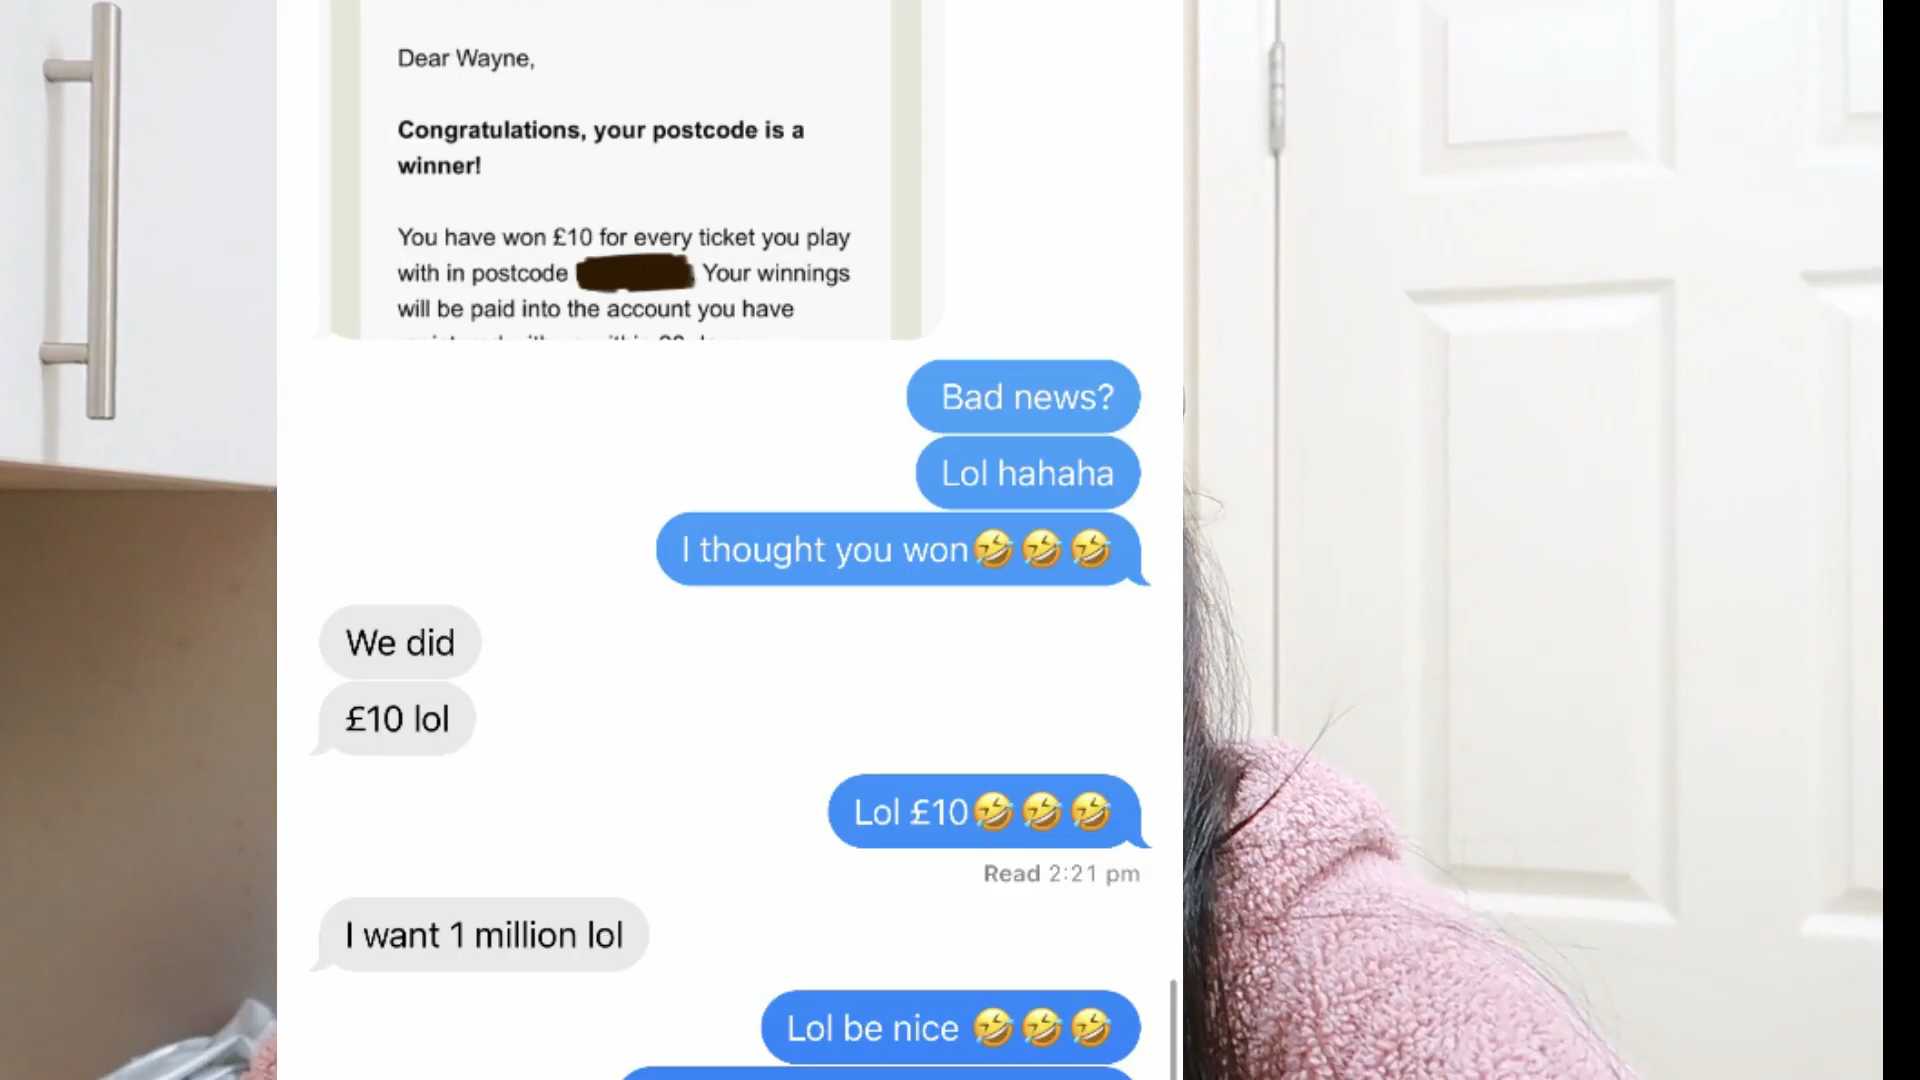 Dear Wayne,
Congratulations, your postcode is a
winner!
You have won £10 for every ticket you play
with in postcode
Your winnings
will be paid into the account you have
Bad news?
Lol hahaha
I thought you won🤣🤣🤣
We did
£10 lol
Lol £10🤣🤣🤣
Read 2:21 pm
I want 1 million lol
Lol be nice 🤣🤣🤣